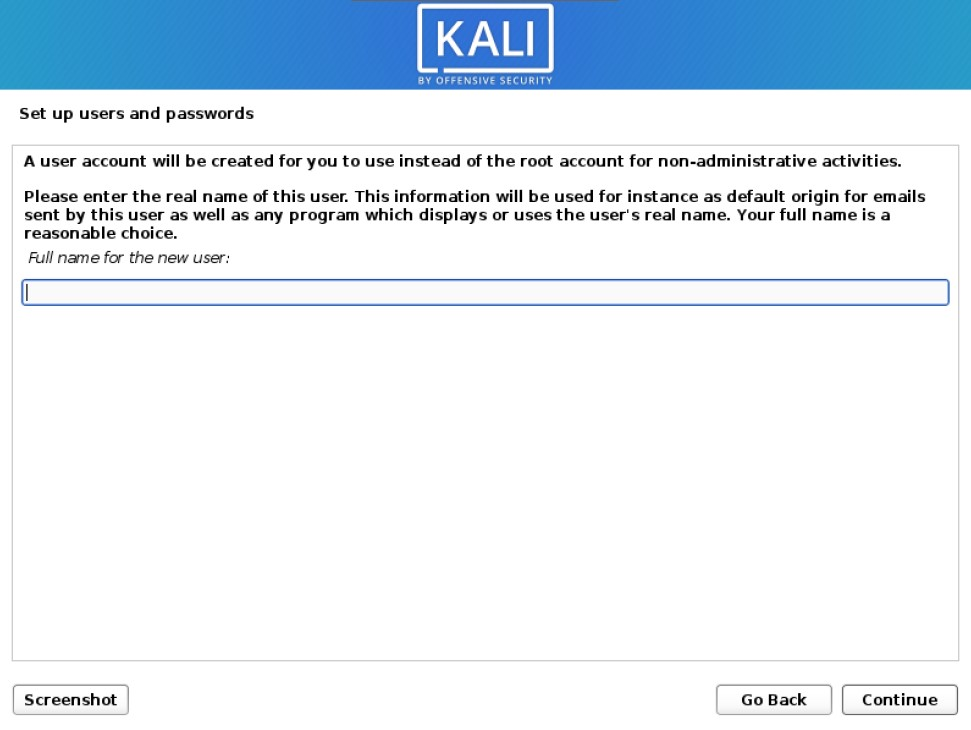 KALI
BY OFFENSIVE SECURITY
Set up users and passwords
A user account will be created for you to use instead of the root account for non-administrative activities.
Please enter the real name of this user. This information will be used for instance as default origin for emails
sent by this user as well as any program which displays or uses the user's real name. Your full name is a
reasonable choice.
Full name for the new user:
Screenshot
Go Back
Continue